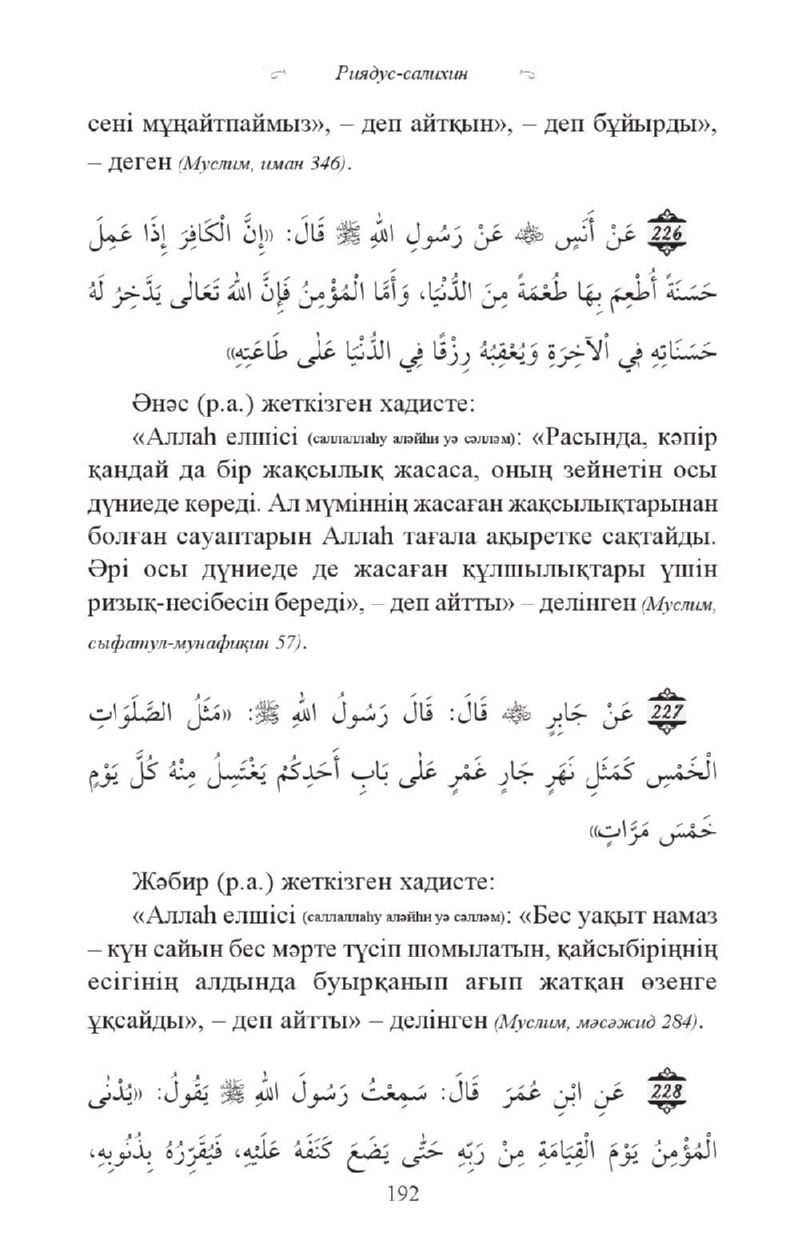 Риядус-салихин
сені мұңайтпаймыз», – деп айтқын», – деп бұйырды»,
– деген (Муслим, иман 346).
226 عَنْ أَنَسٍ ﷺ عَنْ رَسُولِ اللهِ ﷺ قَالَ: «إِنَّ الْكَافِرَ إِذَا عَمِلَ
حَسَنَةً أُطْعِمَ بِهَا طُعْمَةً مِنَ الدُّنْيَا، وَأَمَّا الْمُؤْمِنُ فَإِنَّ اللهَ تَعَالٰى يَدَّخِرُ لَهُ
حَسَنَاتِهِ فِي اْلآخِرَةِ وَيُعْقِبُهُ رِزْقًا فِي الدُّنْيَا عَلٰى طَاعَتِهِ»
Әнәс (р.а.) жеткізген хадисте:
«Аллаһ елшісі (саллаллаһу аләйһи уә сәлләм): «Расында, кәпір
қандай да бір жақсылық жасаса, оның зейнетін осы
дүниеде көреді. Ал мүміннің жасаған жақсылықтарынан
болған сауаптарын Аллаһ тағала ақыретке сақтайды.
Әрі осы дүниеде де жасаған құлшылықтары үшін
ризық-несібесін береді», – деп айтты» – делінген (Муслим,
сыфатул-мунафиқин 57).
227 عَنْ جَابِرٍ ﷺ قَالَ: قَالَ رَسُولُ اللهِ ﷺ: «مَثَلُ الصَّلَوَاتِ
الْخَمْسِ كَمَثَلِ نَهَرٍ جَارٍ غَمْرٍ عَلٰى بَابِ أَحَدِكُمْ يَغْتَسِلُ مِنْهُ كُلَّ يَوْمٍ
خَمْسَ مَرَّاتٍ»
Жәбир (р.а.) жеткізген хадисте:
«Аллаһ елшісі (саллаллаһу аләйһи уә сәлләм): «Бес уақыт намаз
– күн сайын бес мәрте түсіп шомылатын, қайсыбіріңнің
есігінің алдында буырқанып ағып жатқан өзенге
ұқсайды», – деп айтты» – делінген (Муслим, мәсәжид 284).
228 عَنِ ابْنِ عُمَرَ قَالَ: سَمِعْتُ رَسُولَ اللهِ ﷺ يَقُولُ: «يُدْنٰى
الْمُؤْمِنُ يَوْمَ الْقِيَامَةِ مِنْ رَبِّهِ حَتّٰى يَضَعَ كَنَفَهُ عَلَيْهِ، فَيُقَرِّرُهُ بِذُنُوبِهِ،
192